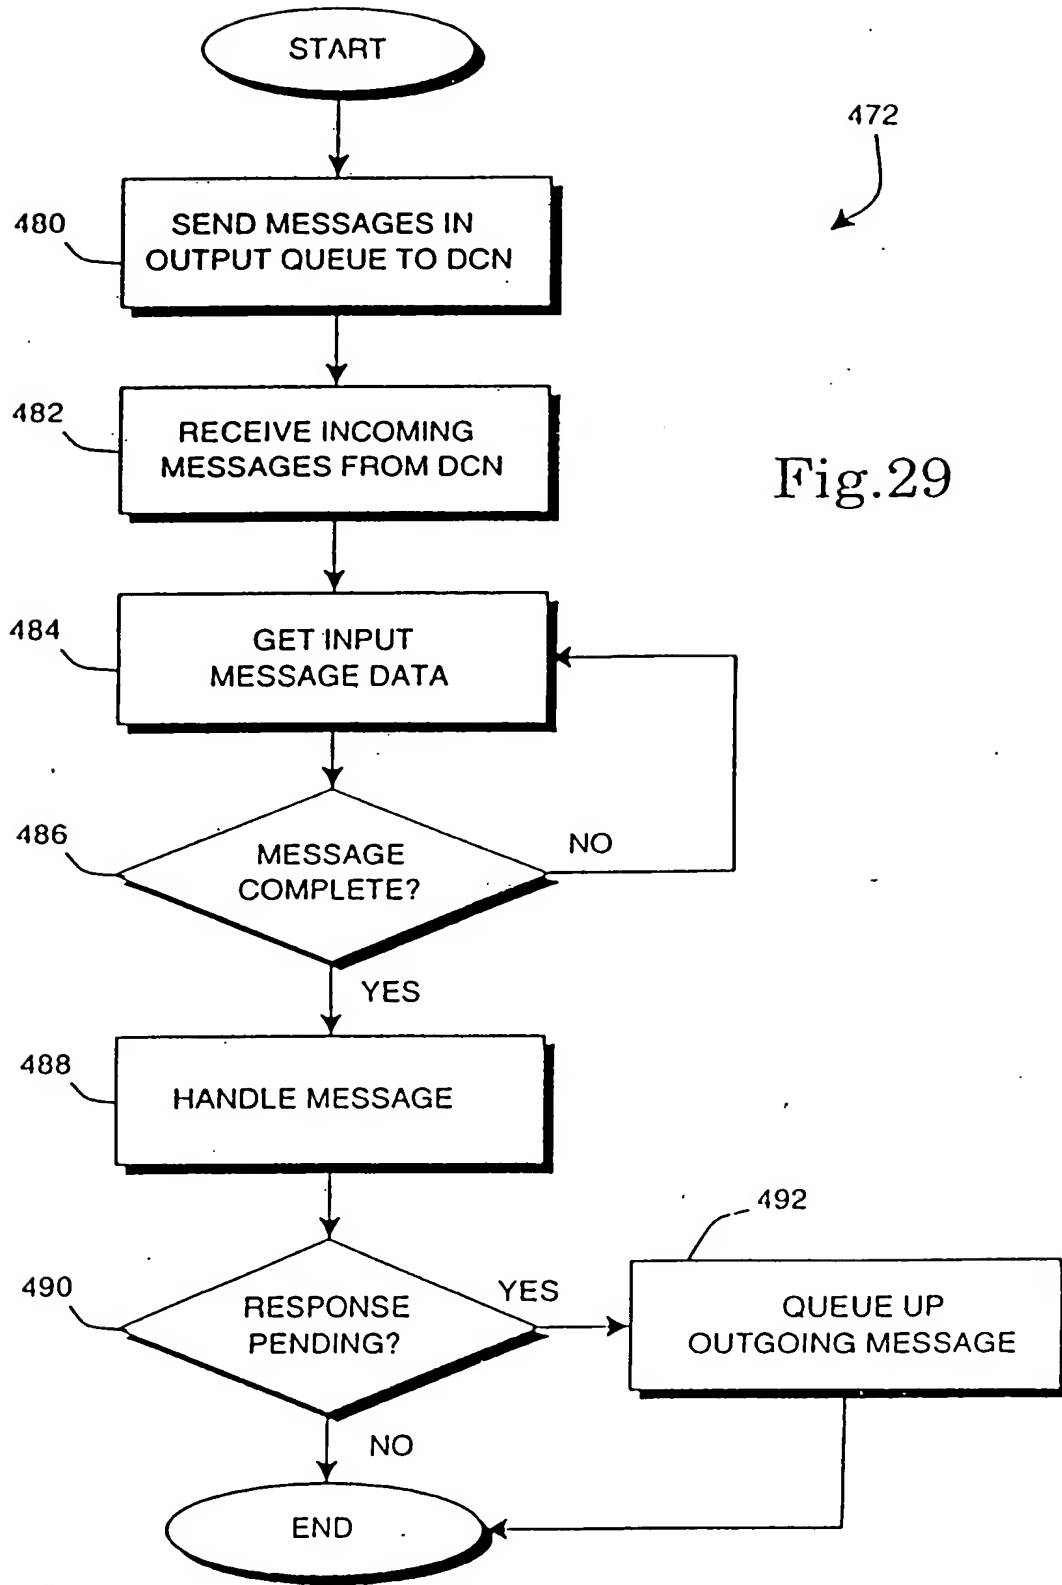 START
472
480
SEND MESSAGES IN
OUTPUT QUEUE TO DCN
482
RECEIVE INCOMING
MESSAGES FROM DCN
Fig.29
484
GET INPUT
MESSAGE DATA
486
MESSAGE
COMPLETE?
NO
YES
488
HANDLE MESSAGE
492
490
RESPONSE
PENDING?
YES
QUEUE UP
OUTGOING MESSAGE
NO
END